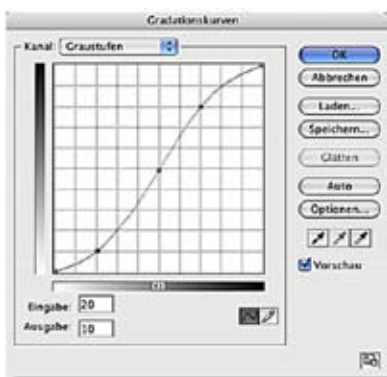 Gradationskurven
Kanal: Graustufen
OK
Abbrechen
Laden...
Speichern...
Glätten
Auto
Optionen...
Vorschau
Eingabe: 20
Ausgabe: 10